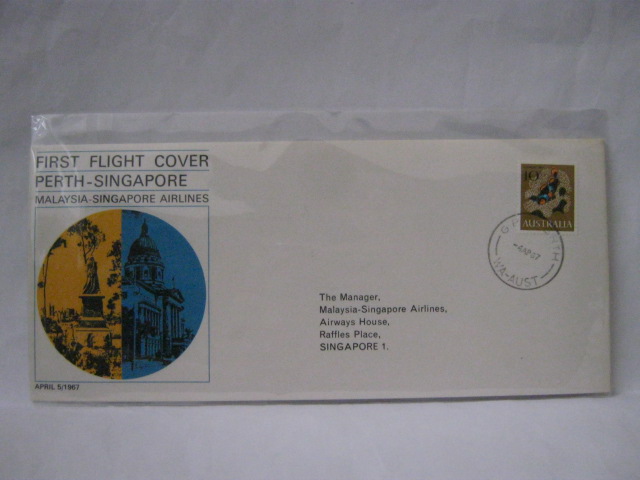 FIRST FLIGHT COVER
PERTH-SINGAPORE
MALAYSIA-SINGAPORE AIRLINES
APRIL 5/1967
10c
AUSTRALIA
WA-AUST
The Manager,
Malaysia-Singapore Airlines,
Airways House,
Raffles Place,
SINGAPORE 1.